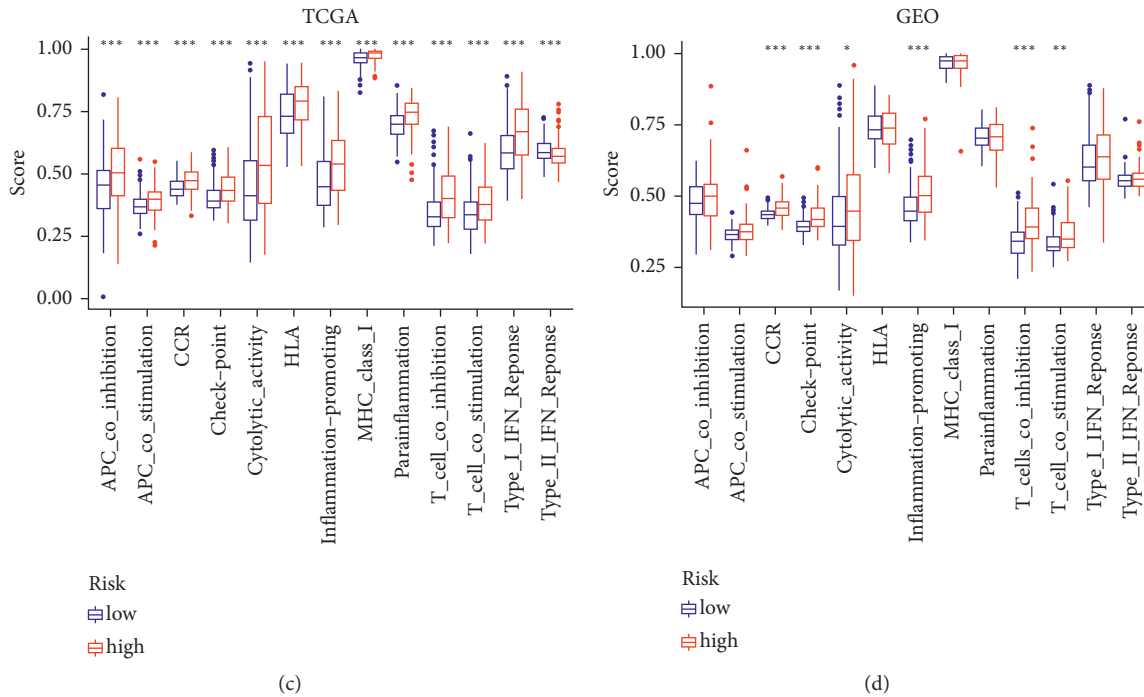 TCGA
*** *** *** *** *** *** *** *** *** *** *** *** ***
1.00
0.75
0.50
0.25
0.00
Score
APC_co_inhibition
APC_co_stimulation
CCR
Check-point
Cytolytic_activity
HLA
Inflammation-promoting
MHC_class_I
Parainflammation
T_cell_co_inhibition
T_cell_co_stimulation
Type_I_IFN_Reponse
Type_II_IFN_Reponse
Risk
low
high
(c)
GEO
*** *** * *** *** **
1.00
0.75
0.50
0.25
Score
APC_co_inhibition
APC_co_stimulation
CCR
Check-point
Cytolytic_activity
HLA
Inflammation-promoting
MHC_class_I
Parainflammation
T_cells_co_inhibition
T_cell_co_stimulation
Type_I_IFN_Reponse
Type_II_IFN_Reponse
Risk
low
high
(d)